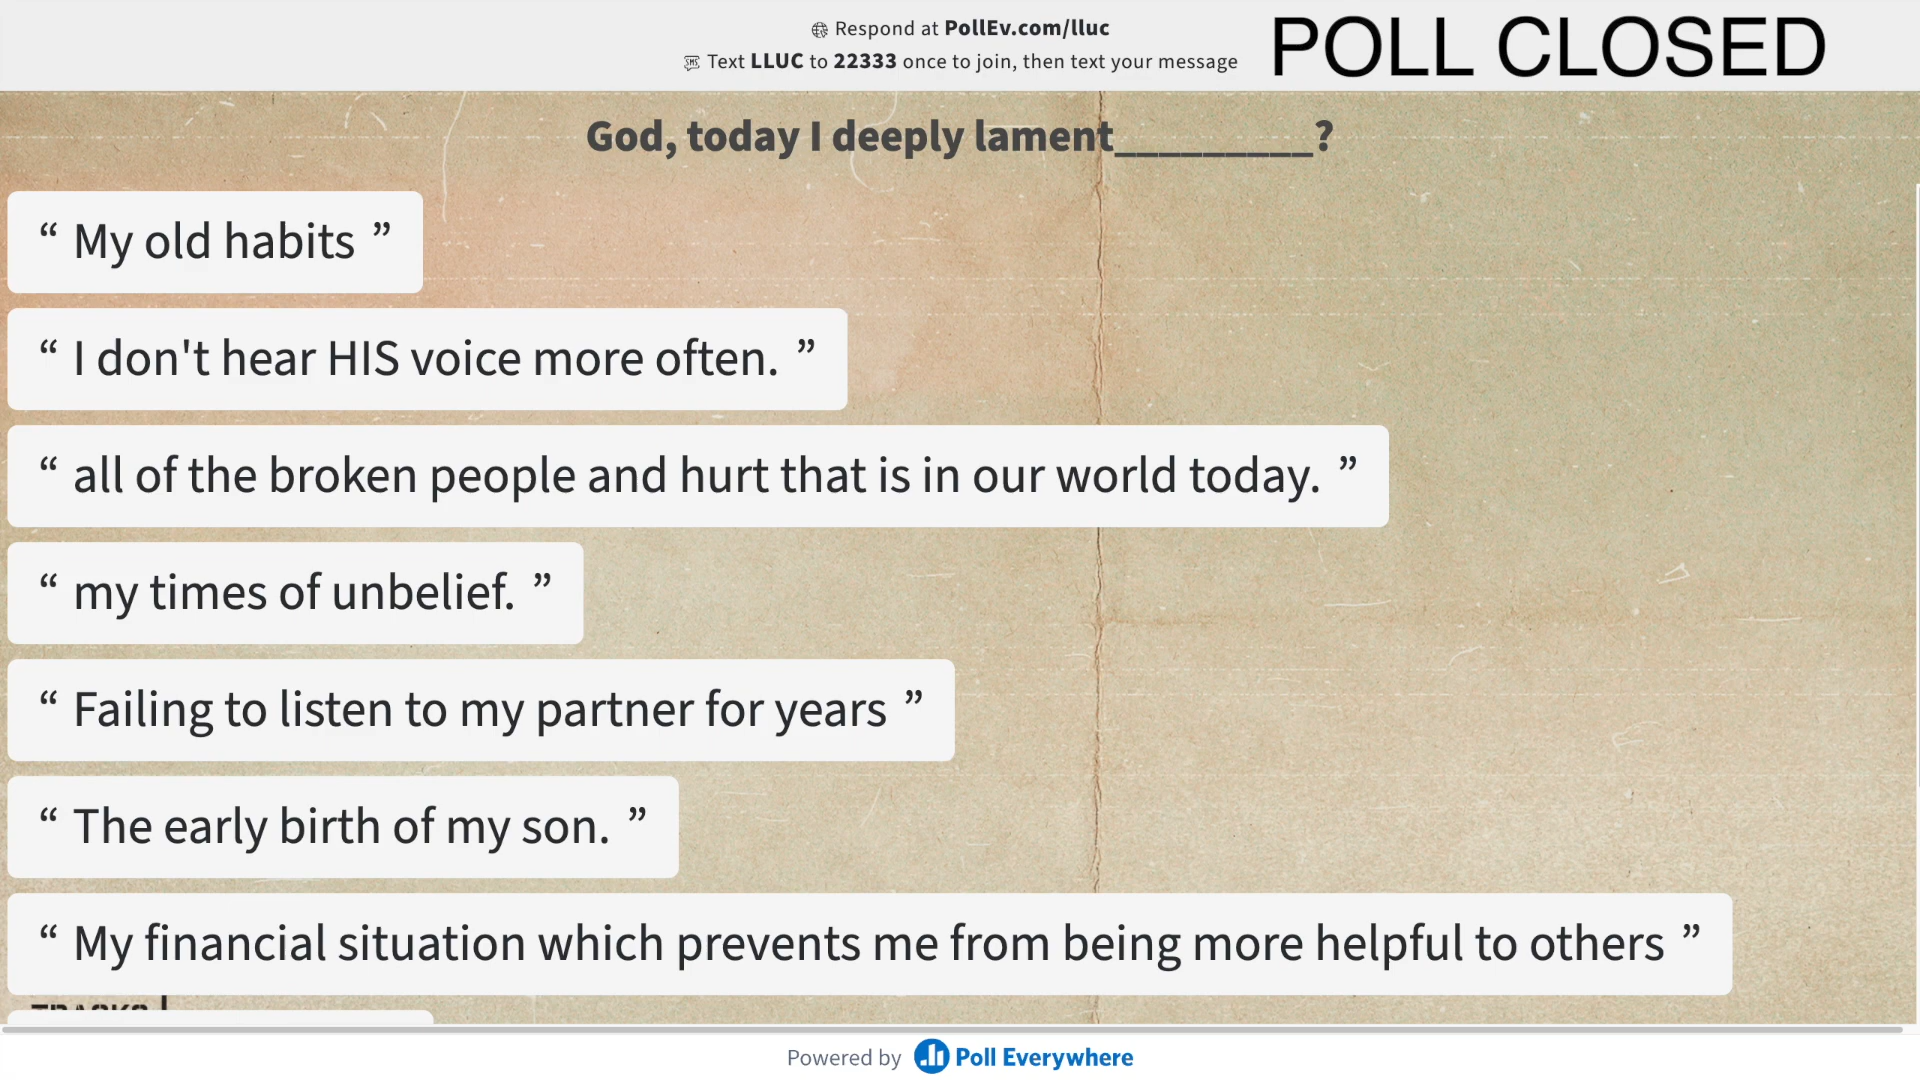 Respond at PollEv.com/lluc
Text LLUC to 22333 once to join, then text your message
POLL CLOSED
God, today I deeply lament_________?
“ My old habits ”
“ I don't hear HIS voice more often. ”
“ all of the broken people and hurt that is in our world today. ”
“ my times of unbelief. ”
“ Failing to listen to my partner for years ”
“ The early birth of my son. ”
“ My financial situation which prevents me from being more helpful to others ”
Powered by Poll Everywhere